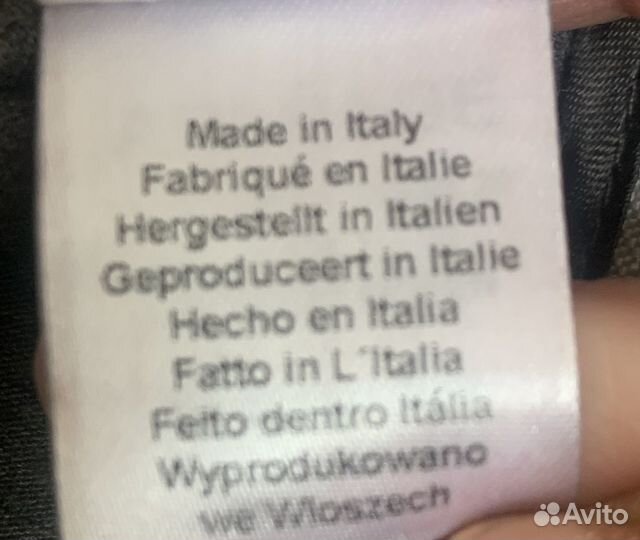 Made in Italy
Fabriqué en Italie
Hergestellt in Italien
Geproduceert in Italie
Hecho en Italia
Fatto in L´Italia
Feito dentro Itália
Wyprodukowano
we Wloszech
Avito